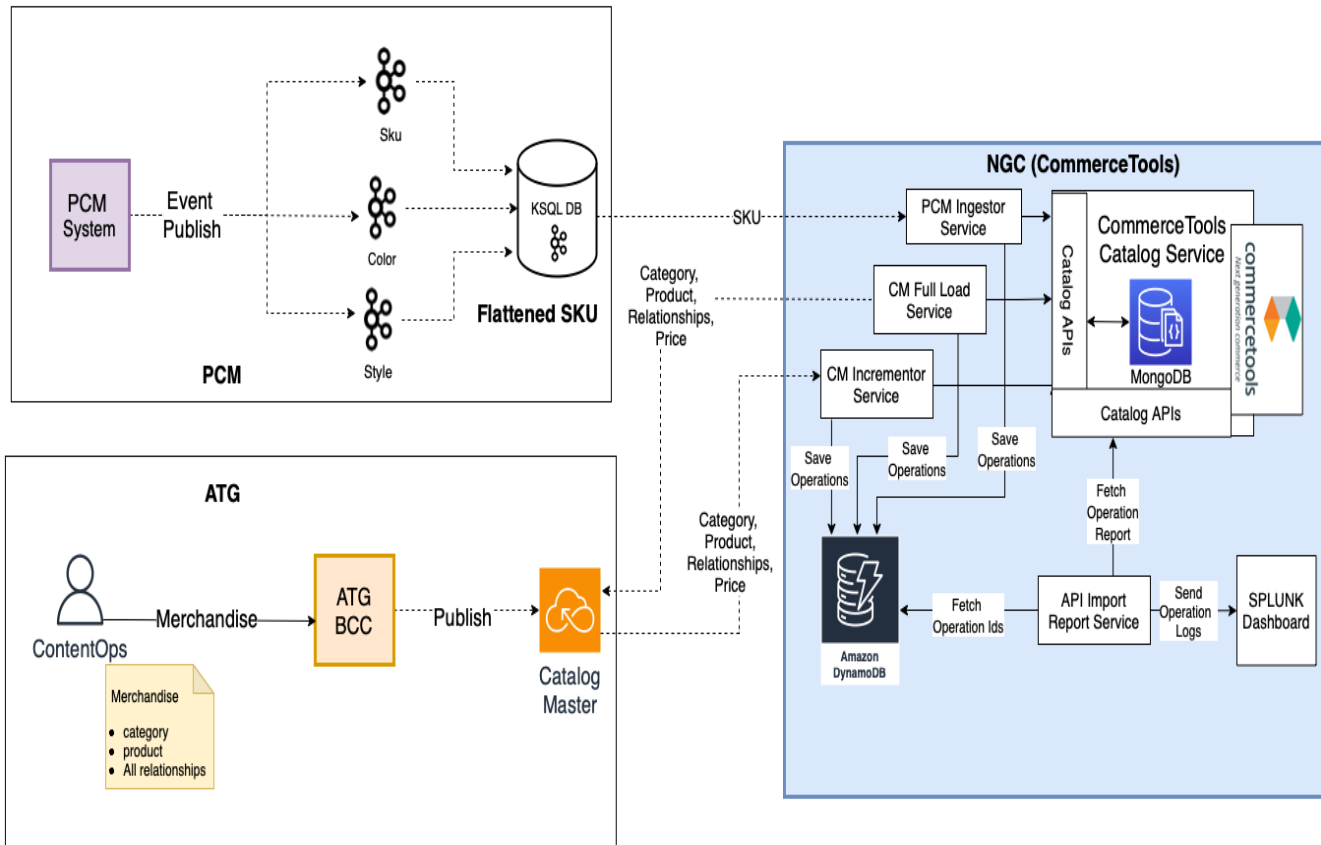 Sku
PCM
System
Event
Publish
Color
KSQL DB
Style
Flattened SKU
PCM
SKU
Category,
Product,
Relationships,
Price
ATG
ContentOps
Merchandise
ATG
BCC
Publish
Catalog
Master
Merchandise
● category
● product
● All relationships
Category,
Product,
Relationships,
Price
NGC (CommerceTools)
PCM Ingestor
Service
CM Full Load
Service
CM Incrementor
Service
Catalog APIs
CommerceTools
Catalog Service
MongoDB
Catalog APIs
commercetools
Next generation commerce
Save
Operations
Save
Operations
Save
Operations
Fetch
Operation
Report
Amazon
DynamoDB
Fetch
Operation Ids
API Import
Report Service
Send
Operation
Logs
SPLUNK
Dashboard